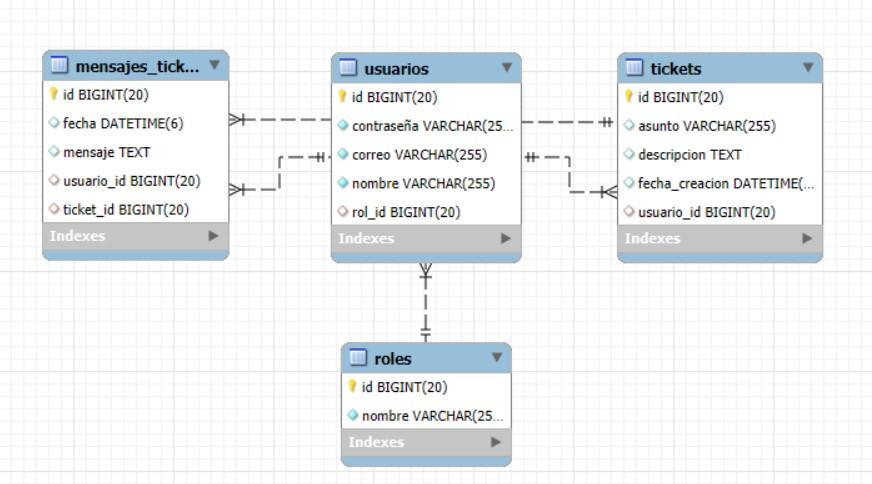 mensajes_tick...
id BIGINT(20)
fecha DATETIME(6)
mensaje TEXT
usuario_id BIGINT(20)
ticket_id BIGINT(20)
Indexes
usuarios
id BIGINT(20)
contraseña VARCHAR(25...
correo VARCHAR(255)
nombre VARCHAR(255)
rol_id BIGINT(20)
Indexes
tickets
id BIGINT(20)
asunto VARCHAR(255)
descripcion TEXT
fecha_creacion DATETIME(...
usuario_id BIGINT(20)
Indexes
roles
id BIGINT(20)
nombre VARCHAR(25...
Indexes